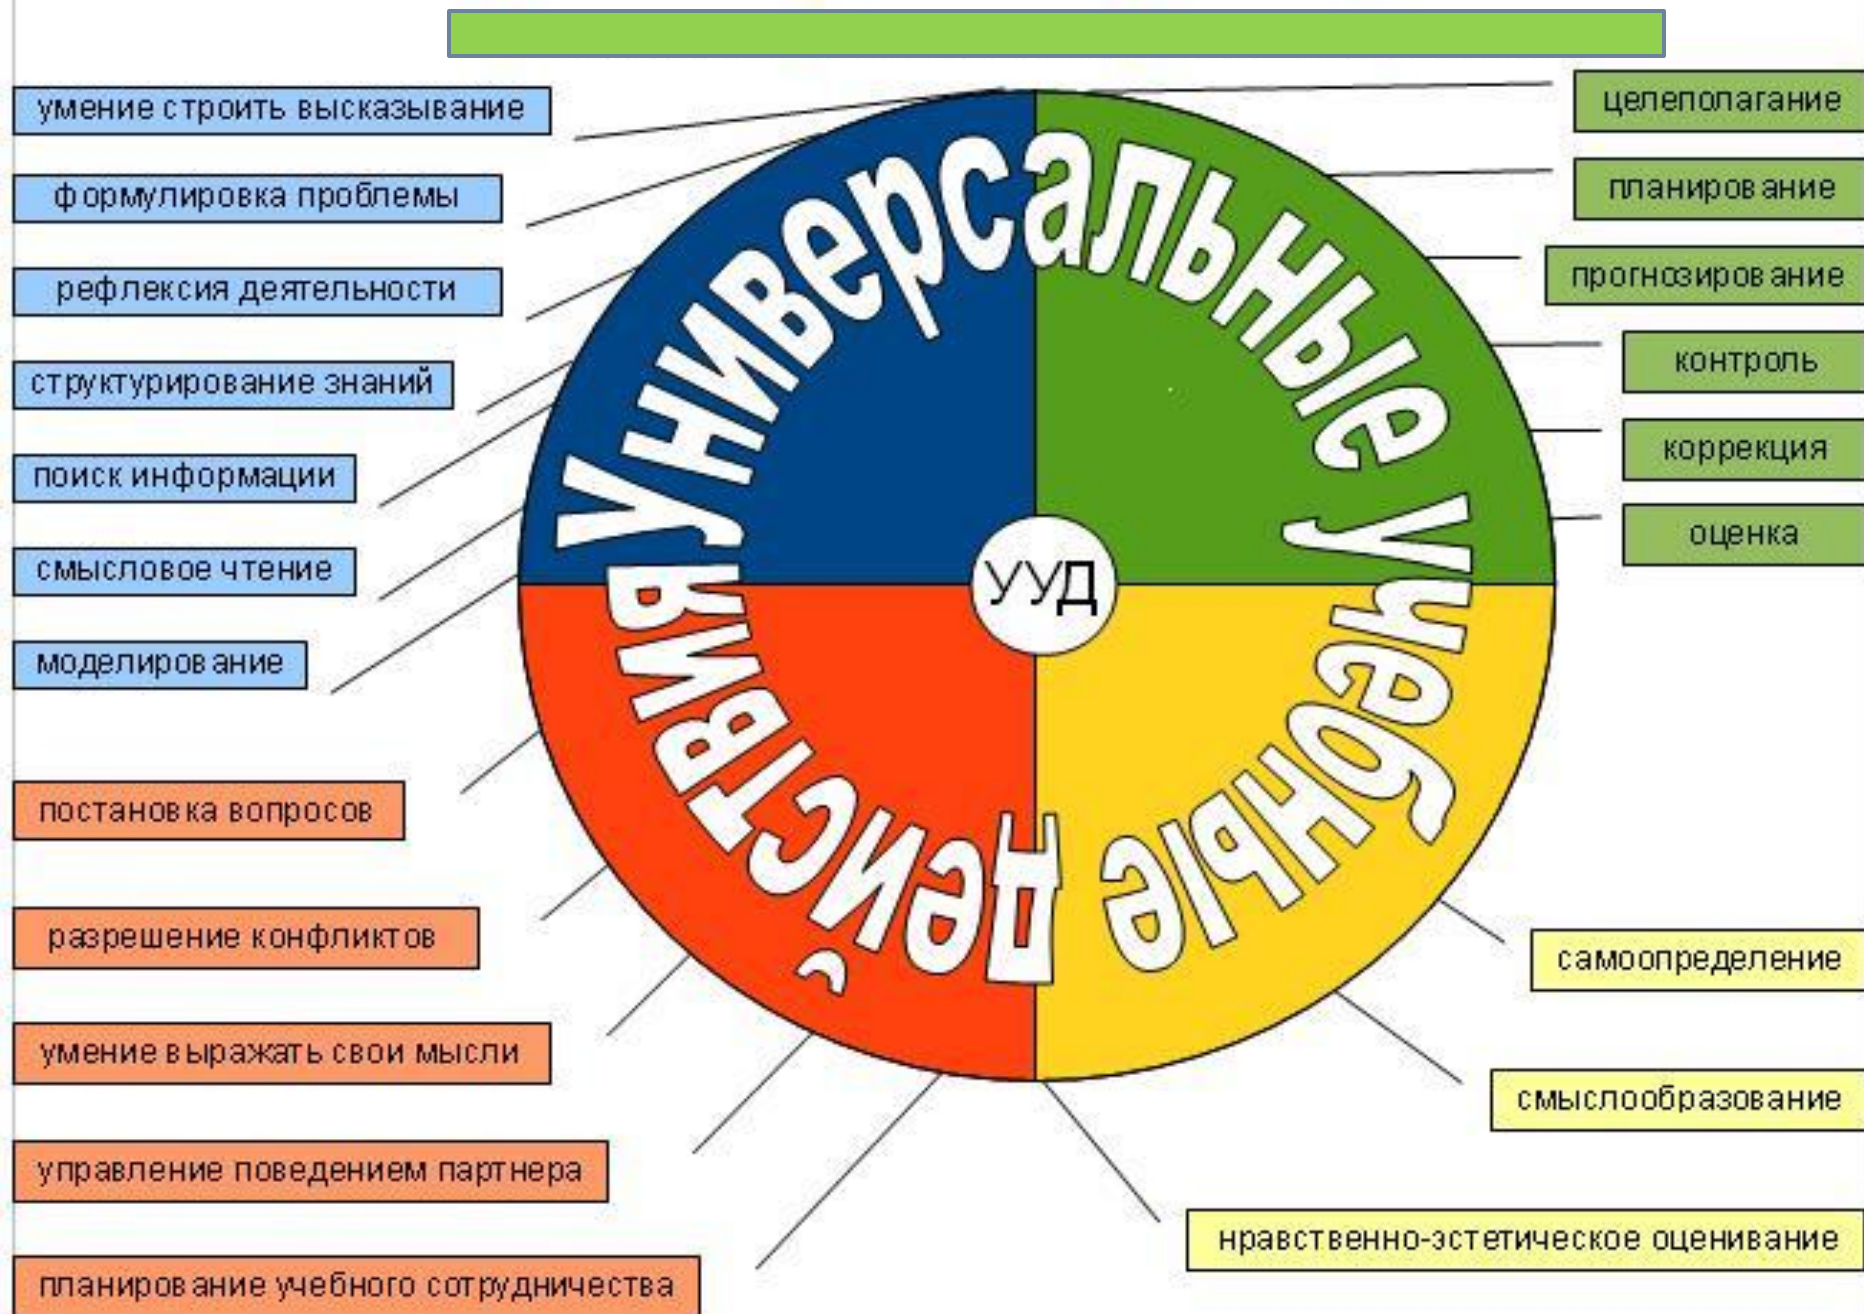 умение строить высказывание
формулировка проблемы
рефлексия деятельности
структурирование знаний
поиск информации
смысловое чтение
моделирование
постановка вопросов
разрешение конфликтов
умение выражать свои мысли
управление поведением партнера
планирование учебного сотрудничества
Универсальные учебные действия
УУД
целеполагание
планирование
прогнозирование
контроль
коррекция
оценка
самоопределение
смыслообразование
нравственно-эстетическое оценивание